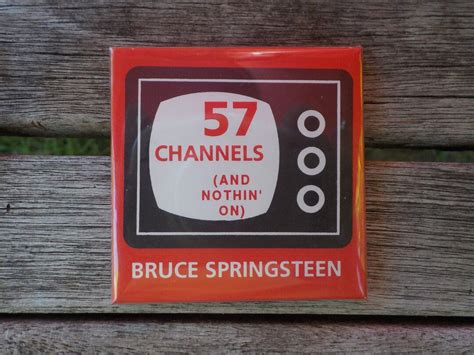 57
CHANNELS
(AND
NOTHIN'
ON)
BRUCE SPRINGSTEEN